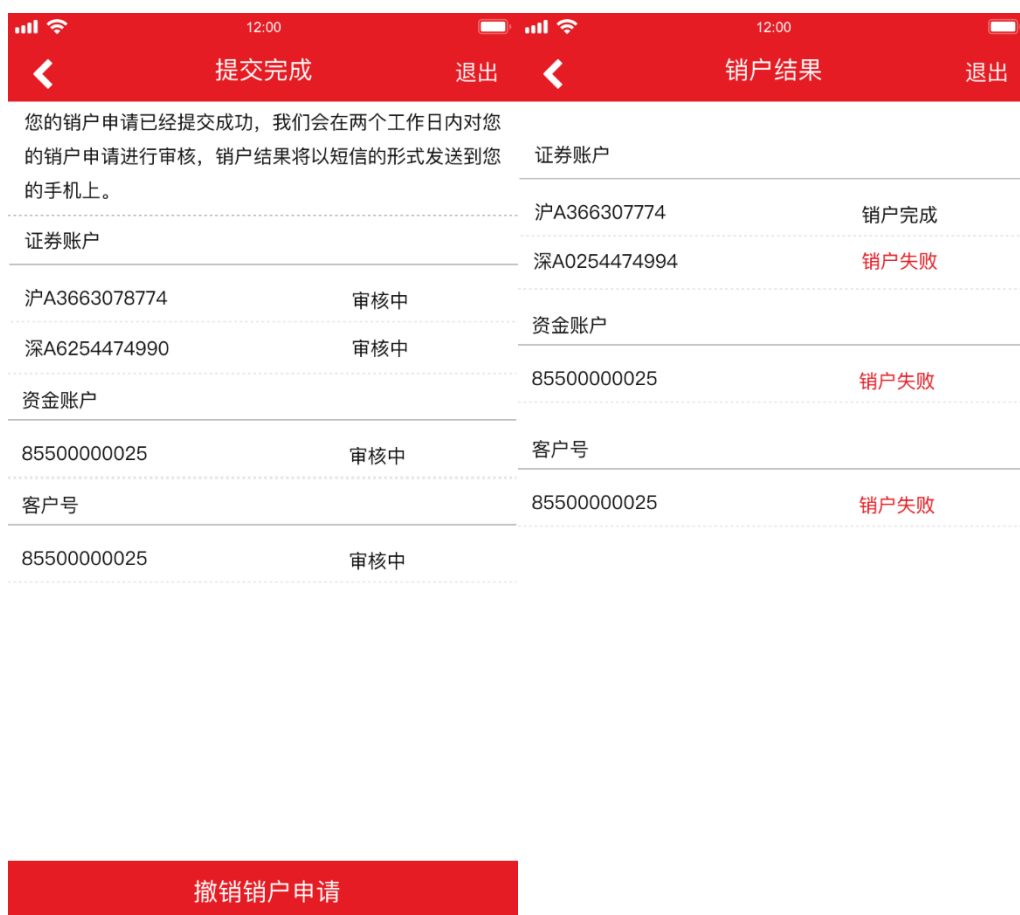 12:00
提交完成
退出
您的销户申请已经提交成功，我们会在两个工作日内对您
的销户申请进行审核，销户结果将以短信的形式发送到您
的手机上。
证券账户
沪A3663078774 审核中
深A6254474990 审核中
资金账户
85500000025 审核中
客户号
85500000025 审核中
撤销销户申请
12:00
销户结果
退出
证券账户
沪A366307774 销户完成
深A0254474994 销户失败
资金账户
85500000025 销户失败
客户号
85500000025 销户失败